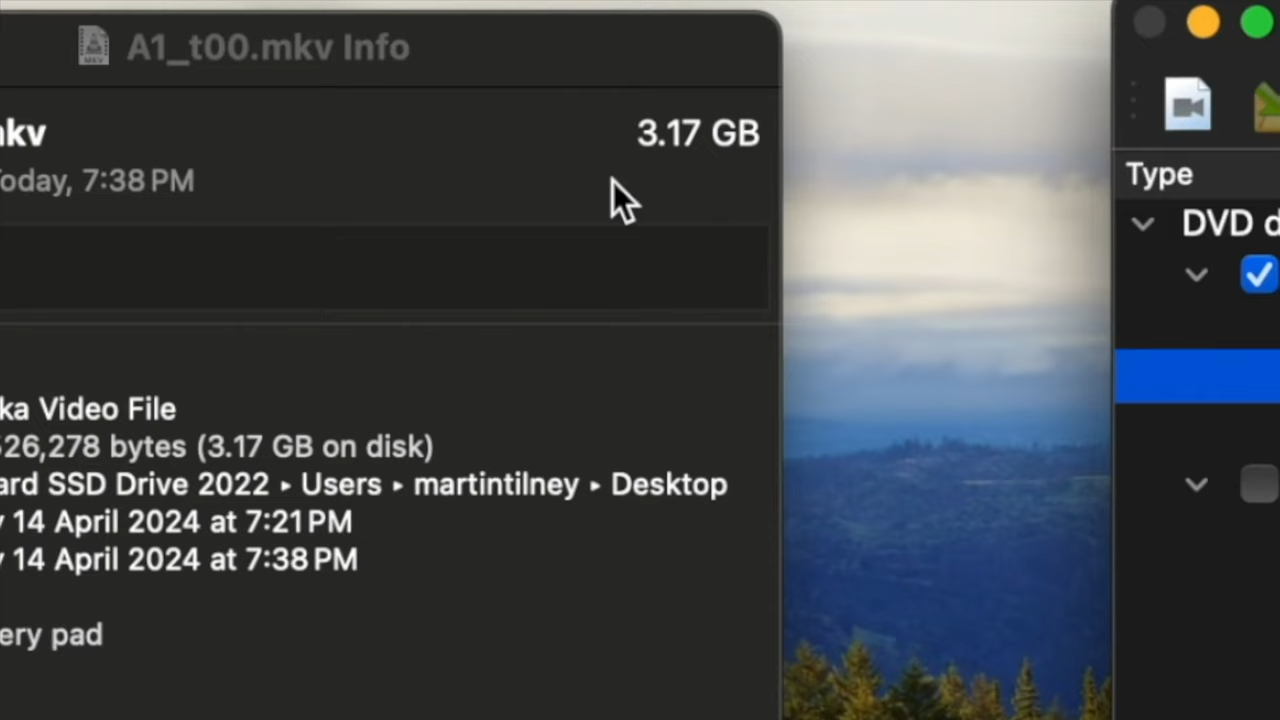 A1_t00.mkv Info
mkv
3.17 GB
Today, 7:38 PM
Type
DVD d
ka Video File
526,278 bytes (3.17 GB on disk)
ard SSD Drive 2022 ▸ Users ▸ martintilney ▸ Desktop
y 14 April 2024 at 7:21 PM
y 14 April 2024 at 7:38 PM
ery pad